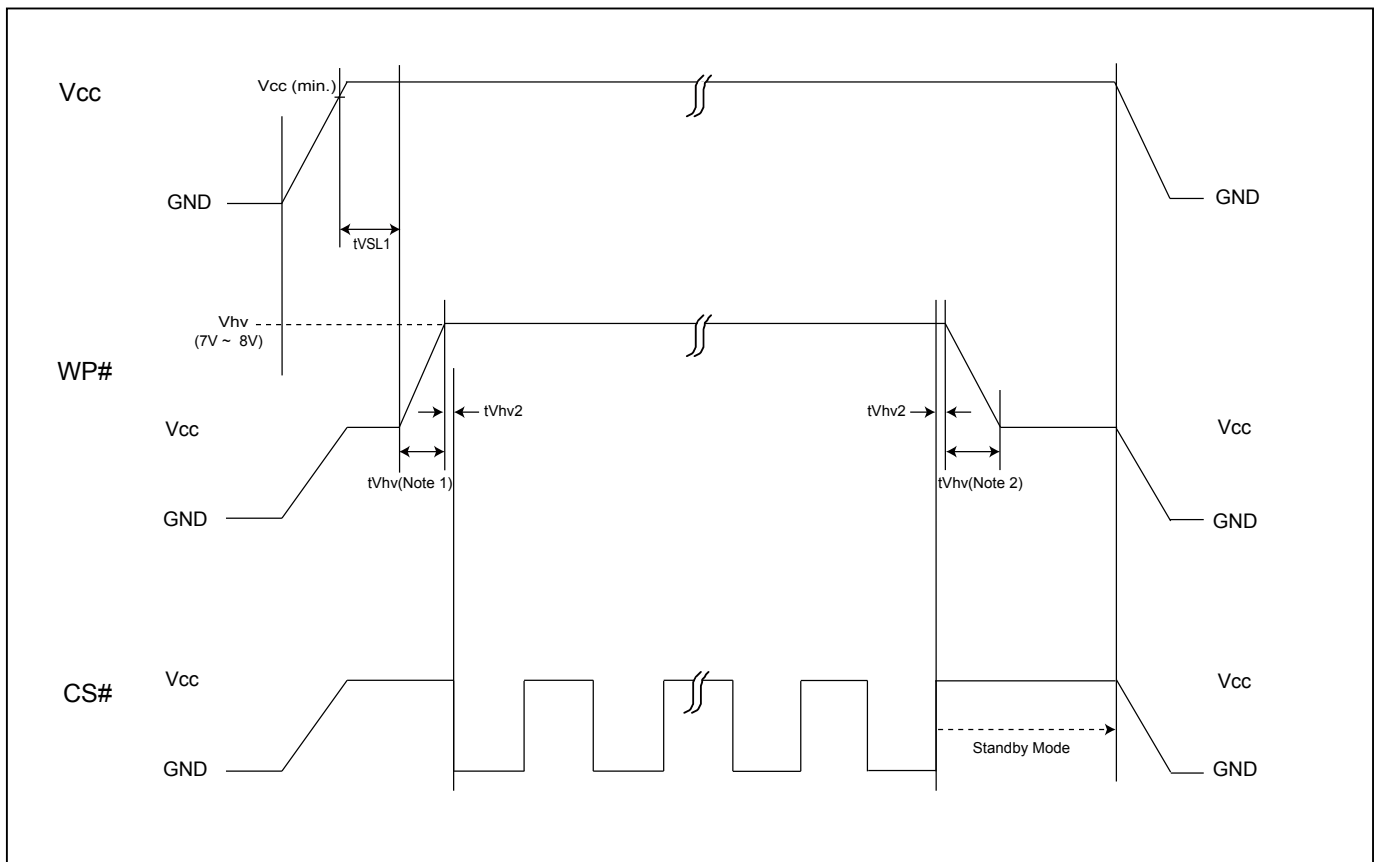 Vcc
Vcc (min.)
GND
GND
tVSL1
Vhv
(7V ~ 8V)
WP#
tVhv2
tVhv2
Vcc
Vcc
tVhv(Note 1)
tVhv(Note 2)
GND
GND
CS#
Vcc
Vcc
Standby Mode
GND
GND